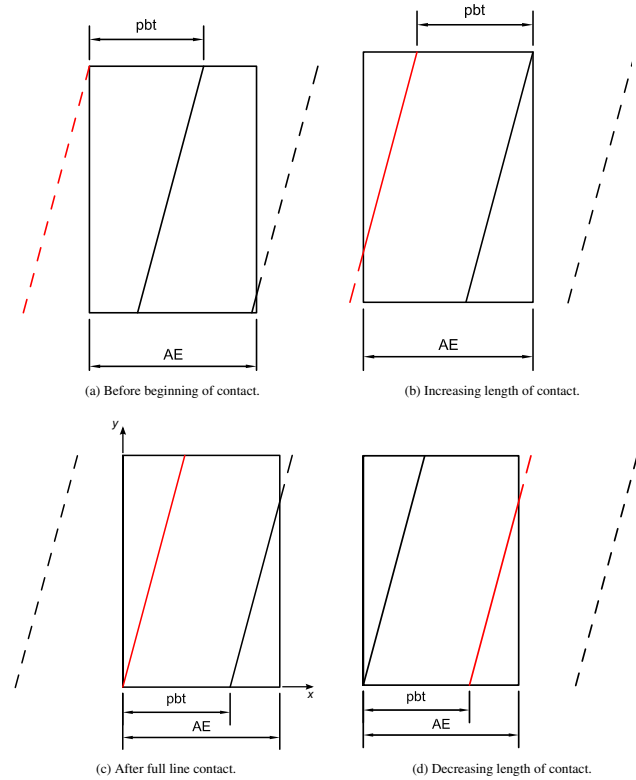 pbt
AE
(a) Before beginning of contact.
pbt
AE
(b) Increasing length of contact.
y
x
pbt
AE
(c) After full line contact.
pbt
AE
(d) Decreasing length of contact.